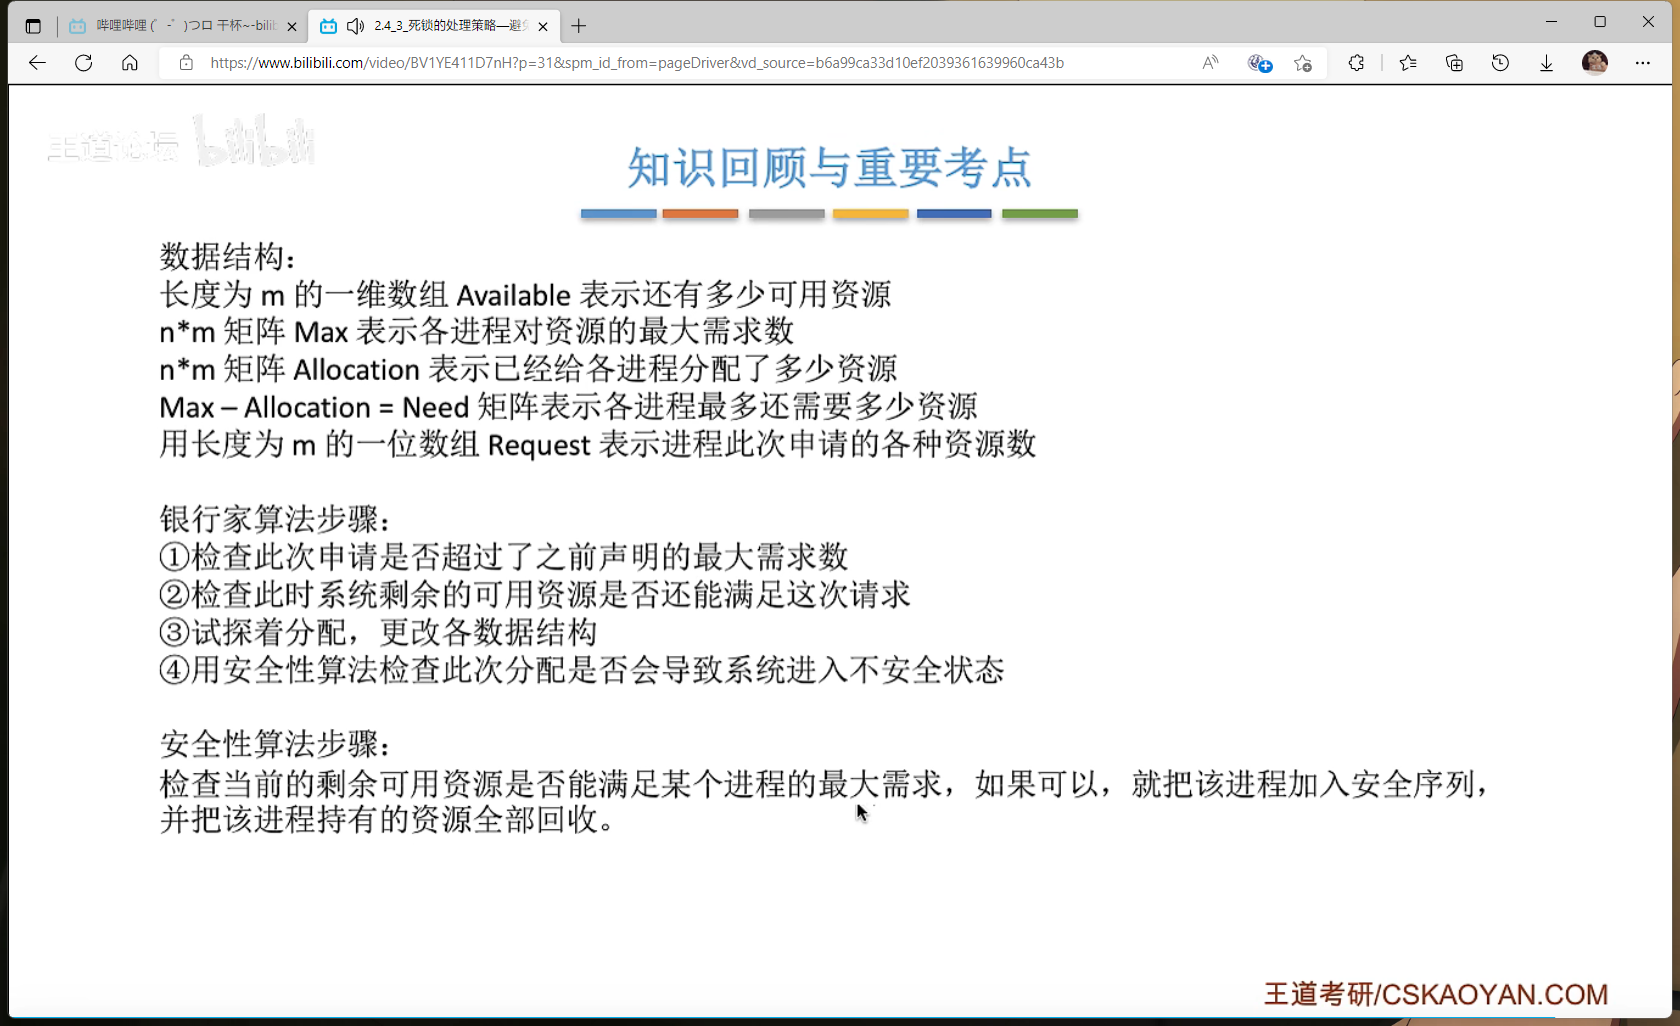 哔哩哔哩 (゜-゜)つロ 干杯~-bili
2.4_3_死锁的处理策略—避
https://www.bilibili.com/video/BV1YE411D7nH?p=31&spm_id_from=pageDriver&vd_source=b6a99ca33d10ef2039361639960ca43b
王道论坛 bilibili
知识回顾与重要考点
数据结构：
长度为 m 的一维数组 Available 表示还有多少可用资源
n*m 矩阵 Max 表示各进程对资源的最大需求数
n*m 矩阵 Allocation 表示已经给各进程分配了多少资源
Max – Allocation = Need 矩阵表示各进程最多还需要多少资源
用长度为 m 的一位数组 Request 表示进程此次申请的各种资源数
银行家算法步骤：
①检查此次申请是否超过了之前声明的最大需求数
②检查此时系统剩余的可用资源是否还能满足这次请求
③试探着分配，更改各数据结构
④用安全性算法检查此次分配是否会导致系统进入不安全状态
安全性算法步骤：
检查当前的剩余可用资源是否能满足某个进程的最大需求，如果可以，就把该进程加入安全序列，
并把该进程持有的资源全部回收。
王道考研/CSKAOYAN.COM